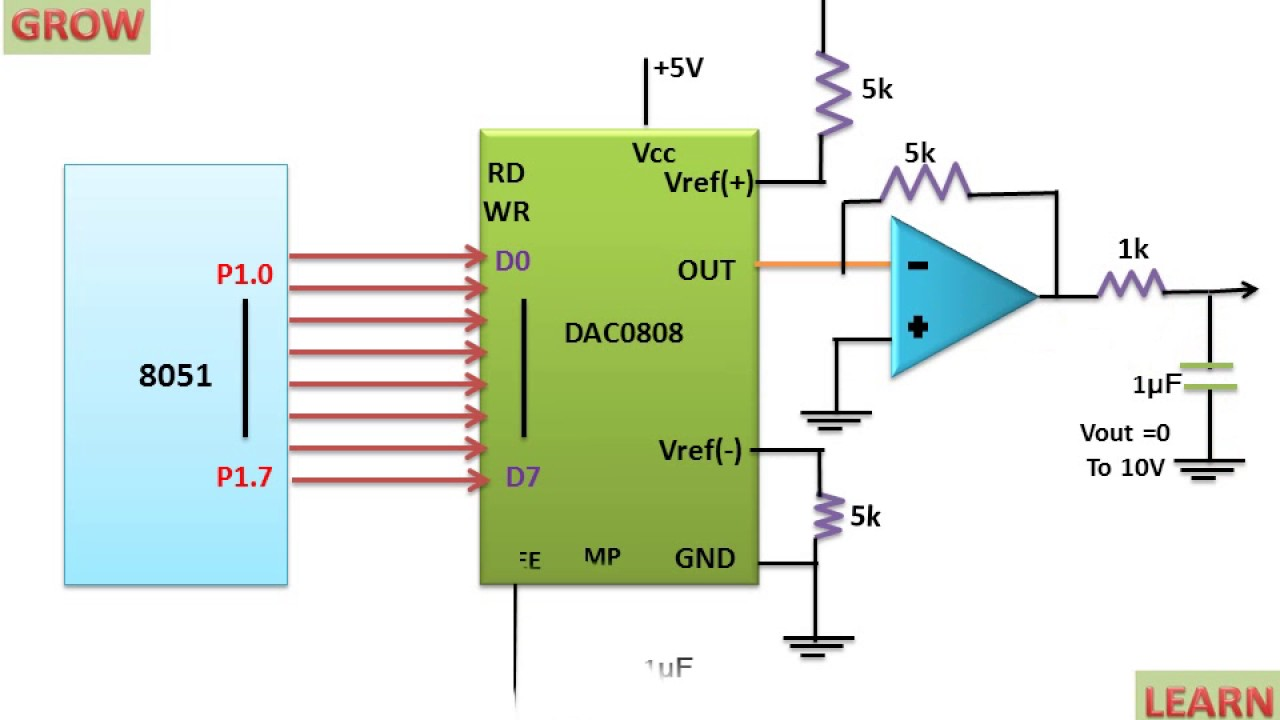 GROW
+5V
5k
5k
Vcc
RD
Vref(+)
WR
1k
P1.0
D0
OUT
DAC0808
8051
1µF
Vout =0
To 10V
Vref(-)
P1.7
D7
5k
MP
GND
1µF
LEARN